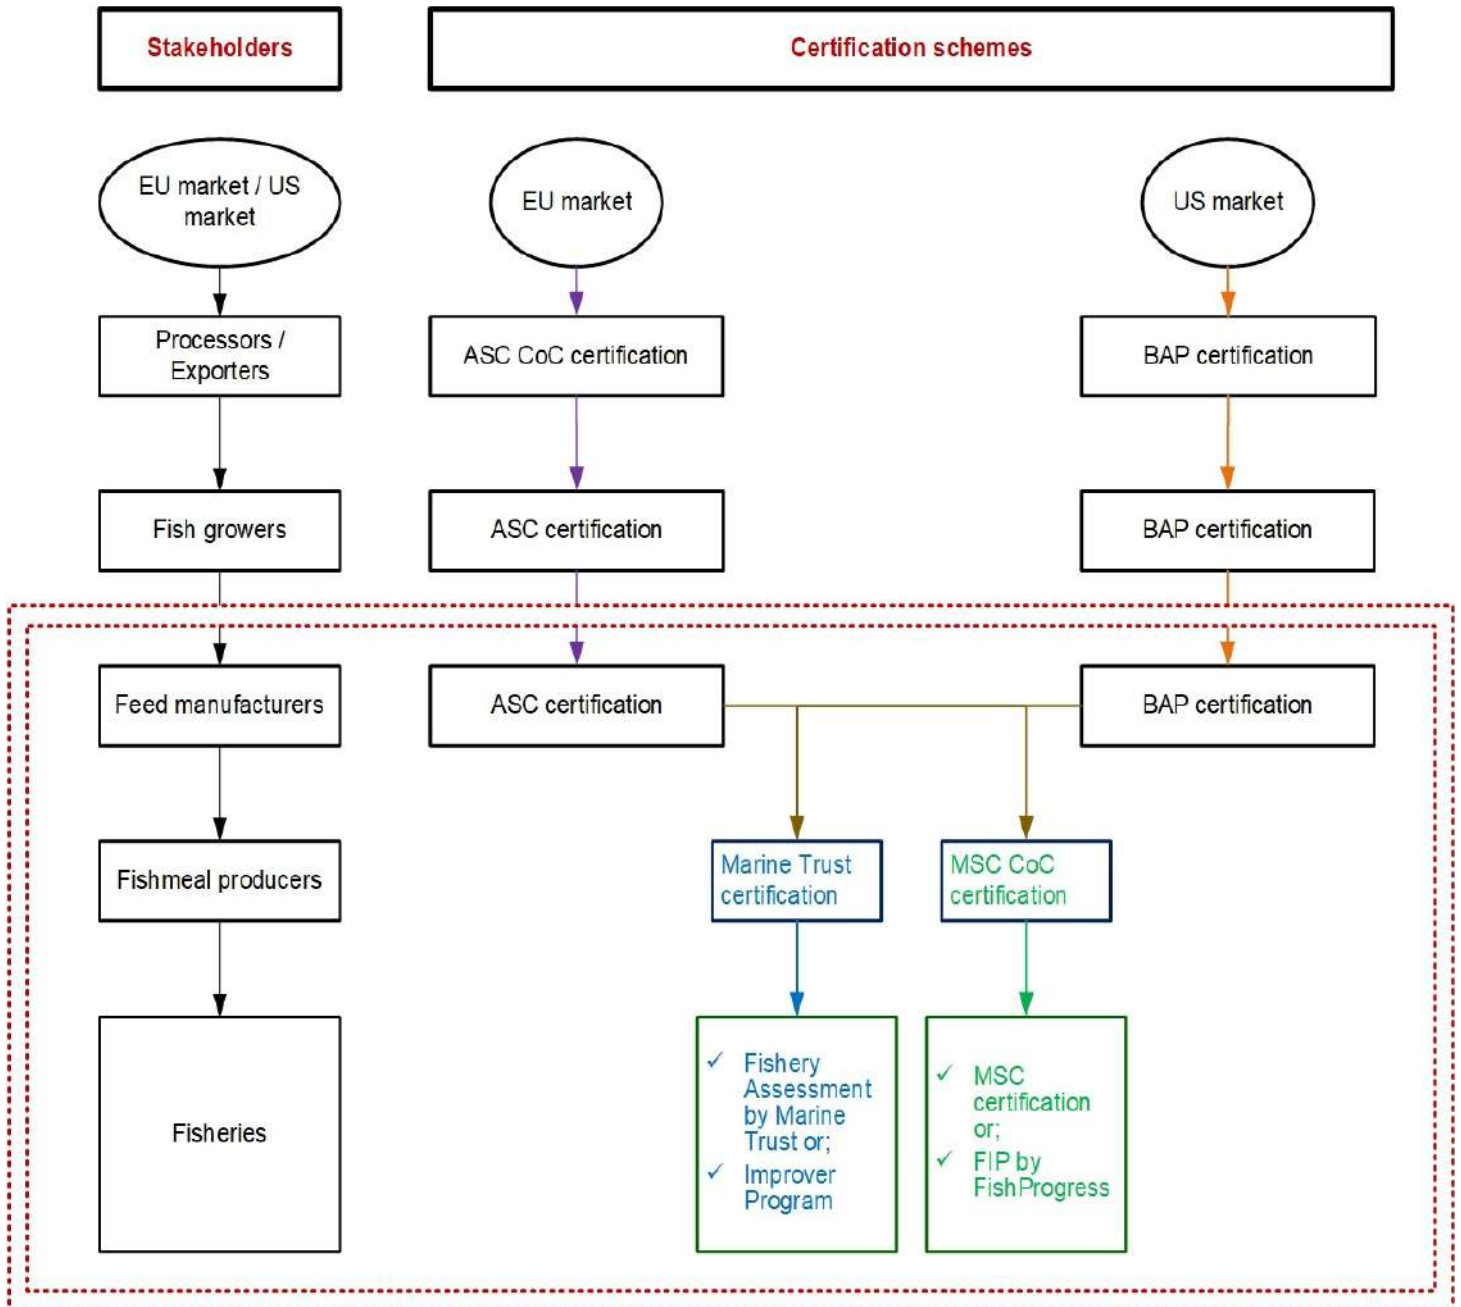 Stakeholders
Certification schemes
EU market / US
market
EU market
US market
Processors /
Exporters
ASC CoC certification
BAP certification
Fish growers
ASC certification
BAP certification
Feed manufacturers
ASC certification
BAP certification
Fishmeal producers
Marine Trust
certification
MSC CoC
certification
Fisheries
✓ Fishery
Assessment
by Marine
Trust or;
✓ Improver
Program
✓ MSC
certification
or;
✓ FIP by
FishProgress